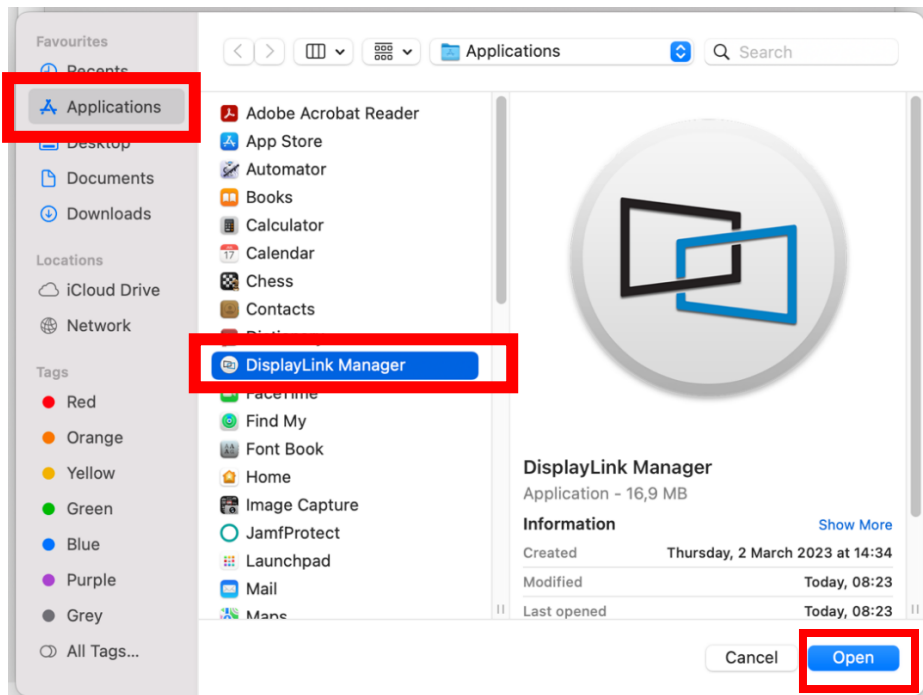 Favourites
Applications Search
Recents
Applications
Desktop
Documents
Downloads
Locations
iCloud Drive
Network
Tags
Red
Orange
Yellow
Green
Blue
Purple
Grey
All Tags...
Adobe Acrobat Reader
App Store
Automator
Books
Calculator
17
Calendar
Chess
Contacts
DisplayLink Manager
FaceTime
Find My
Font Book
Home
Image Capture
JamfProtect
Launchpad
Mail
Maps
DisplayLink Manager
Application - 16,9 MB
Information Show More
Created Thursday, 2 March 2023 at 14:34
Modified Today, 08:23
Last opened Today, 08:23
Cancel Open